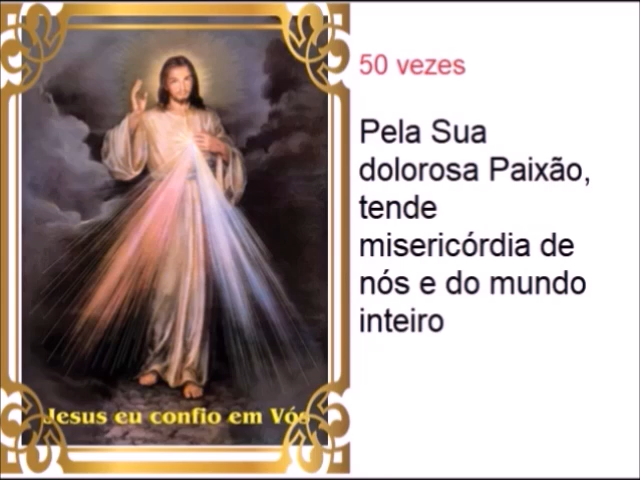 50 vezes
Pela Sua
dolorosa Paixão,
tende
misericórdia de
nós e do mundo
inteiro
Jesus eu confio em Vós